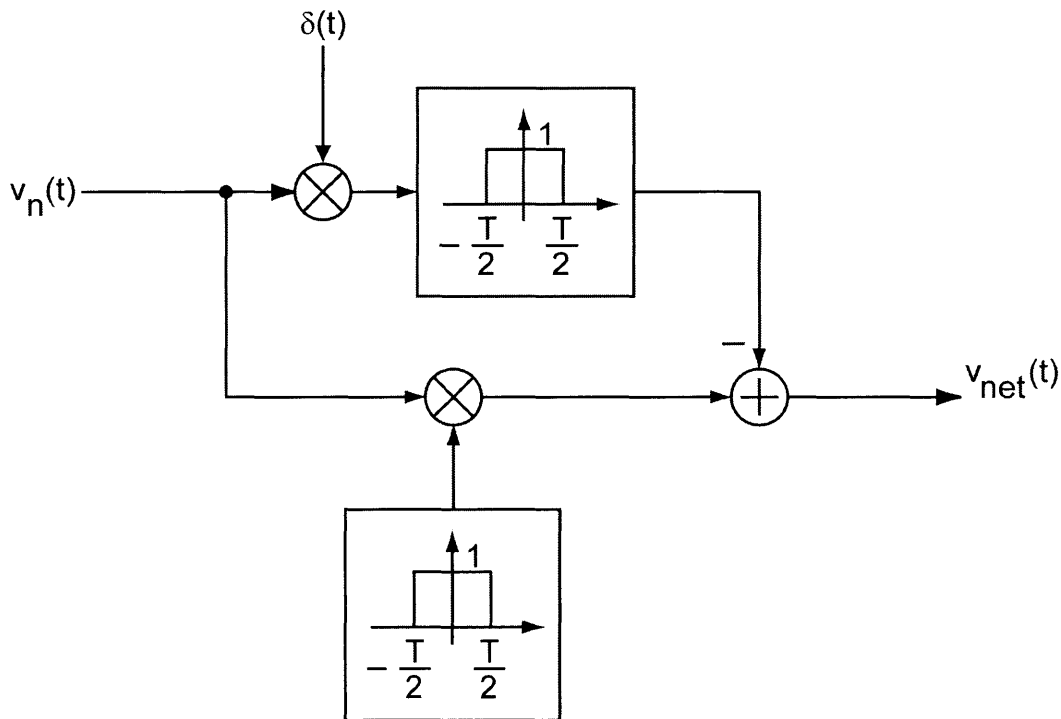 δ(t)
v_n(t)
1
− T/2 T/2
−
v_net(t)
1
− T/2 T/2